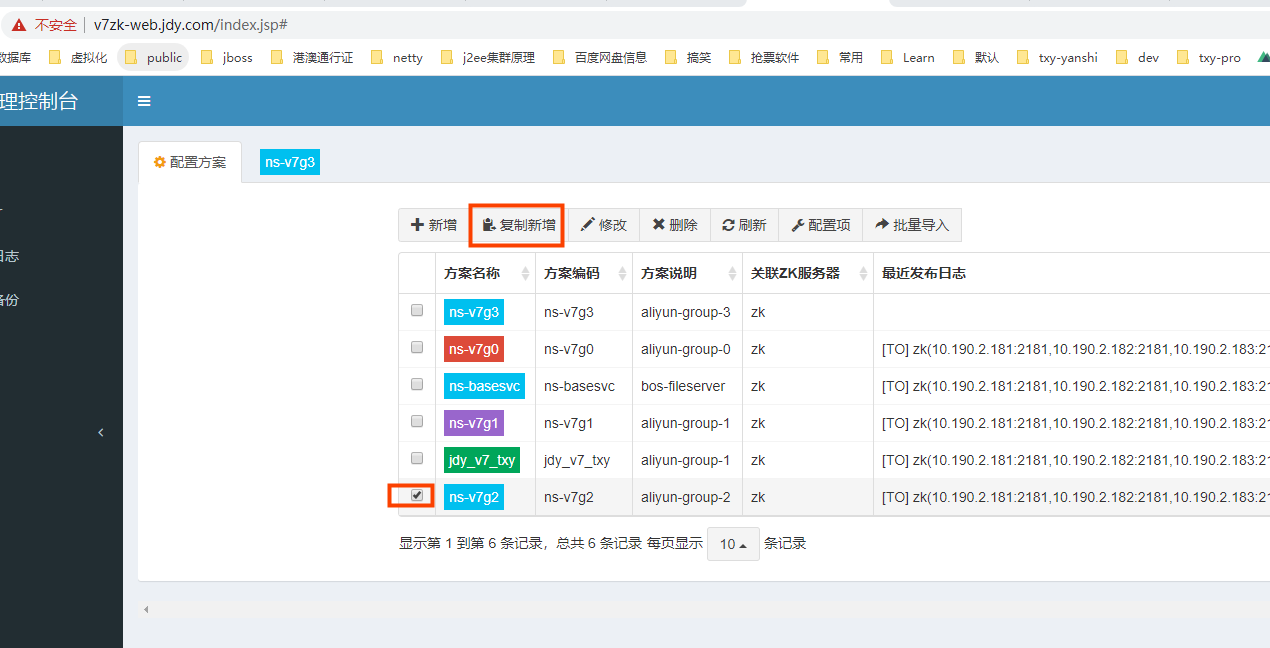 不安全 v7zk-web.jdy.com/index.jsp#
数据库 虚拟化 public jboss 港澳通行证 netty j2ee集群原理 百度网盘信息 搞笑 抢票软件 常用 Learn 默认 txy-yanshi dev txy-pro
理控制台
配置方案 ns-v7g3
新增 复制新增 修改 删除 刷新 配置项 批量导入
日志
备份
方案名称 方案编码 方案说明 关联ZK服务器 最近发布日志
ns-v7g3 ns-v7g3 aliyun-group-3 zk
ns-v7g0 ns-v7g0 aliyun-group-0 zk [TO] zk(10.190.2.181:2181,10.190.2.182:2181,10.190.2.183:21
ns-basesvc ns-basesvc bos-fileserver zk [TO] zk(10.190.2.181:2181,10.190.2.182:2181,10.190.2.183:21
ns-v7g1 ns-v7g1 aliyun-group-1 zk [TO] zk(10.190.2.181:2181,10.190.2.182:2181,10.190.2.183:21
jdy_v7_txy jdy_v7_txy aliyun-group-1 zk [TO] zk(10.190.2.181:2181,10.190.2.182:2181,10.190.2.183:21
ns-v7g2 ns-v7g2 aliyun-group-2 zk [TO] zk(10.190.2.181:2181,10.190.2.182:2181,10.190.2.183:21
显示第 1 到第 6 条记录，总共 6 条记录 每页显示 10 条记录